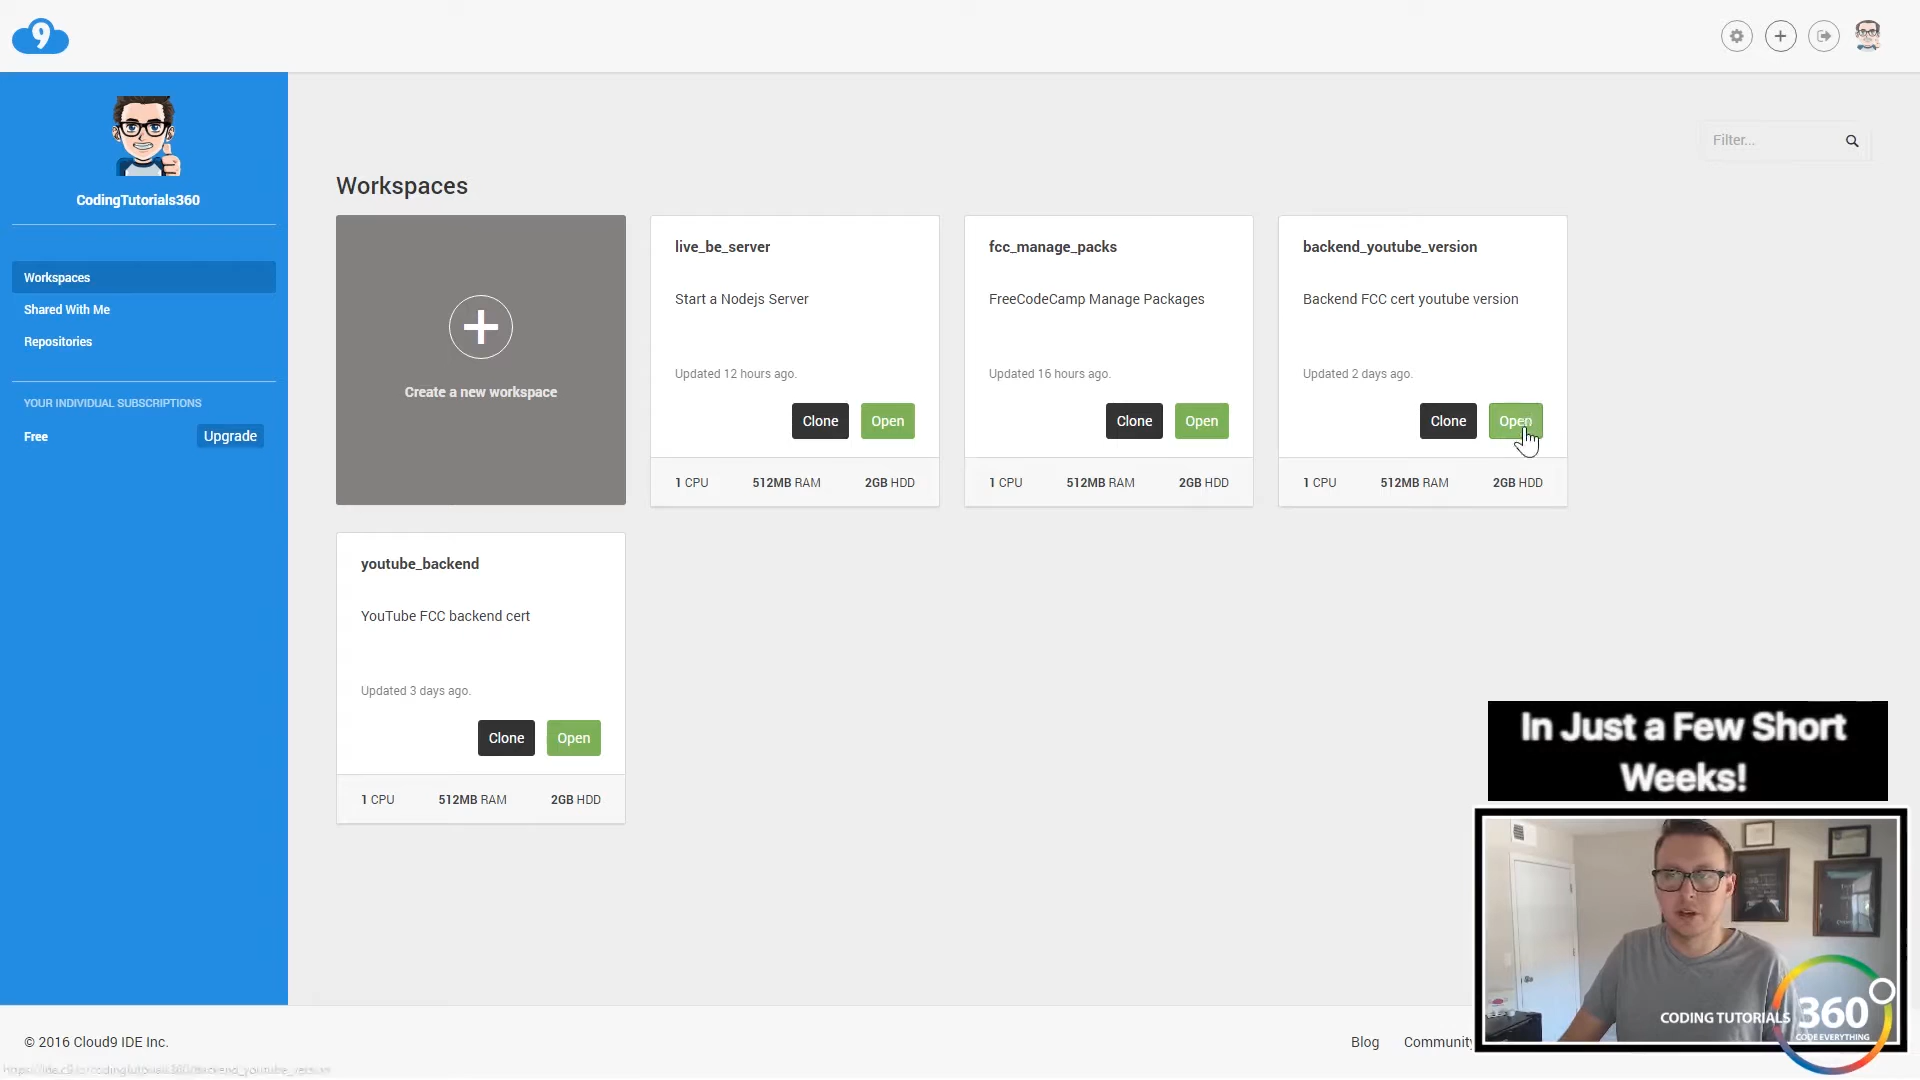 9
CodingTutorials360
Workspaces
Shared With Me
Repositories
YOUR INDIVIDUAL SUBSCRIPTIONS
Free
Upgrade
Filter...
Workspaces
Create a new workspace
live_be_server
Start a Nodejs Server
Updated 12 hours ago.
Clone
Open
1 CPU
512MB RAM
2GB HDD
fcc_manage_packs
FreeCodeCamp Manage Packages
Updated 16 hours ago.
Clone
Open
1 CPU
512MB RAM
2GB HDD
backend_youtube_version
Backend FCC cert youtube version
Updated 2 days ago.
Clone
Open
1 CPU
512MB RAM
2GB HDD
youtube_backend
YouTube FCC backend cert
Updated 3 days ago.
Clone
Open
1 CPU
512MB RAM
2GB HDD
In Just a Few Short
Weeks!
CODING TUTORIALS 360
CODE EVERYTHING
© 2016 Cloud9 IDE Inc.
Blog
Community